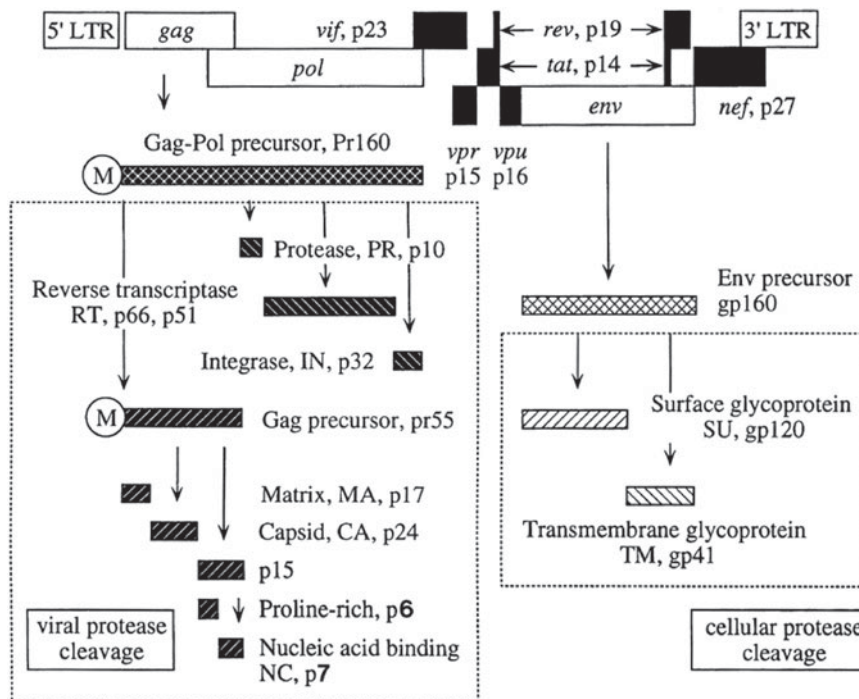 5' LTR
gag
vif, p23
rev, p19
3' LTR
pol
tat, p14
env
nef, p27
Gag-Pol precursor, Pr160
vpr
p15
vpu
p16
M
Protease, PR, p10
Reverse transcriptase
RT, p66, p51
Env precursor
gp160
Integrase, IN, p32
M
Gag precursor, pr55
Surface glycoprotein
SU, gp120
Matrix, MA, p17
Capsid, CA, p24
Transmembrane glycoprotein
TM, gp41
p15
Proline-rich, p6
viral protease
cleavage
Nucleic acid binding
NC, p7
cellular protease
cleavage